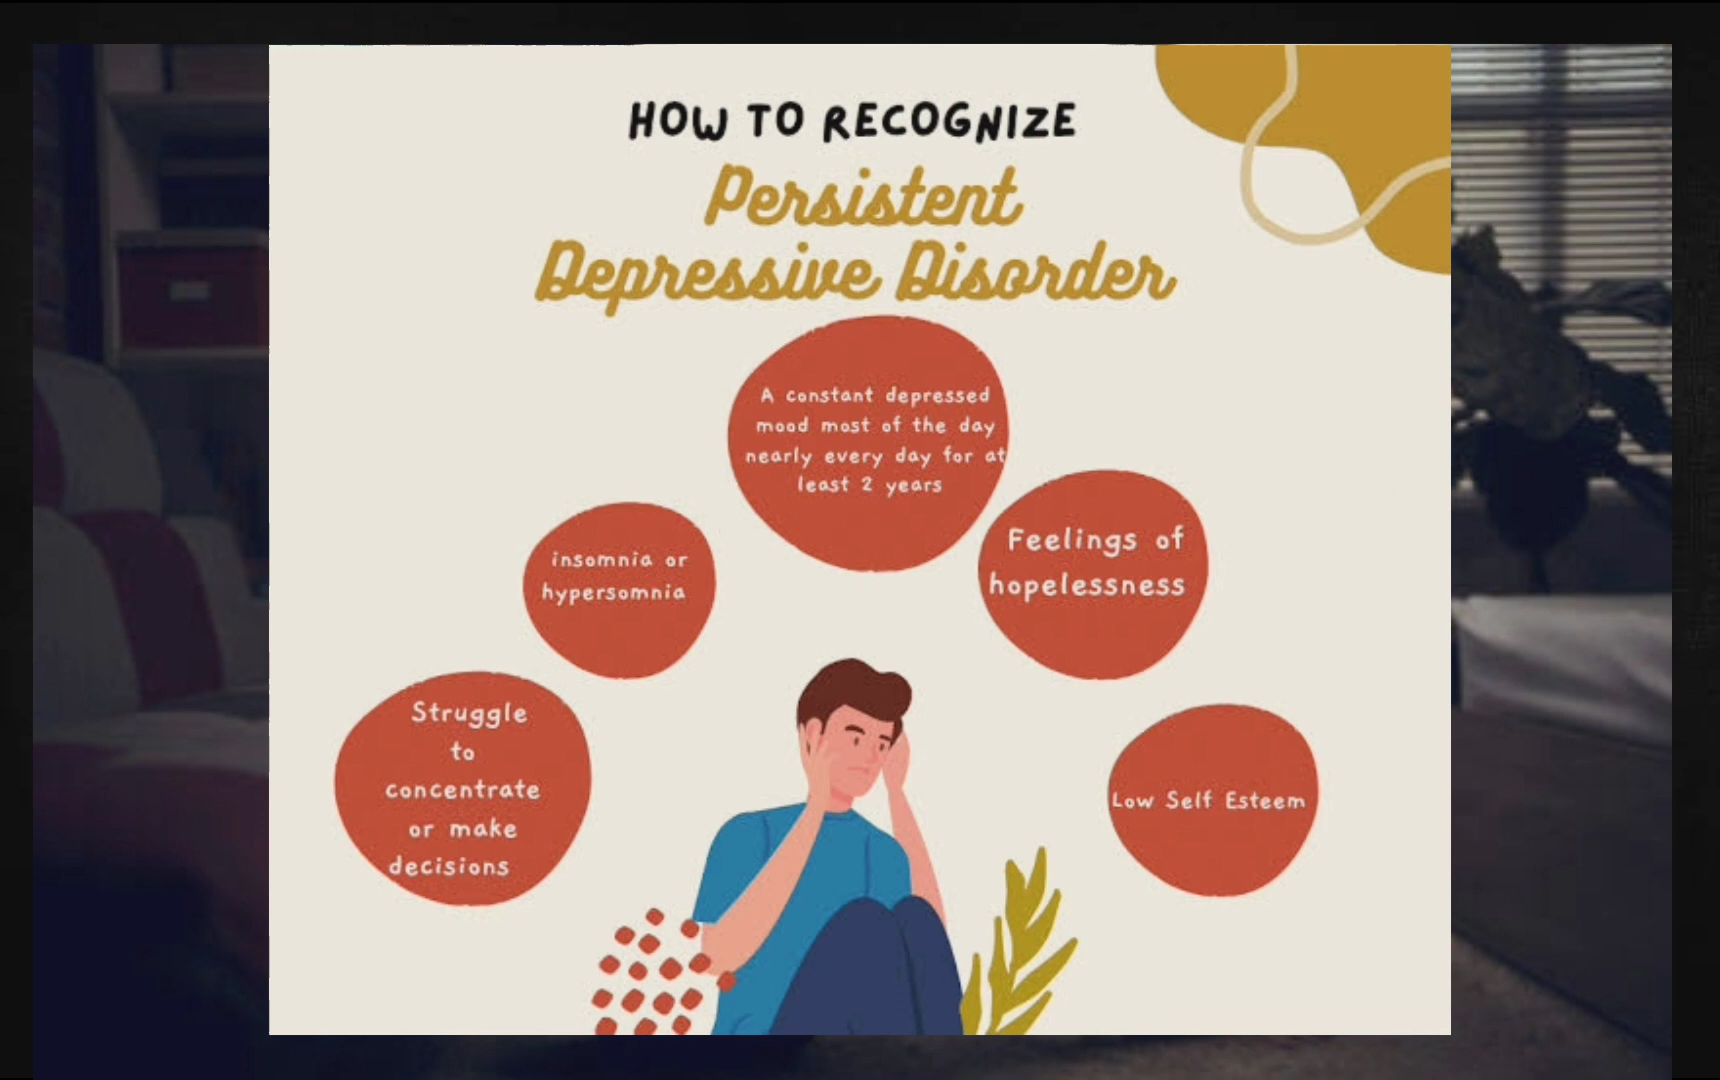 HOW TO RECOGNIZE
Persistent
Depressive Disorder
A constant depressed
mood most of the day
nearly every day for at
least 2 years
insomnia or
hypersomnia
Feelings of
hopelessness
Struggle
to
concentrate
or make
decisions
Low Self Esteem